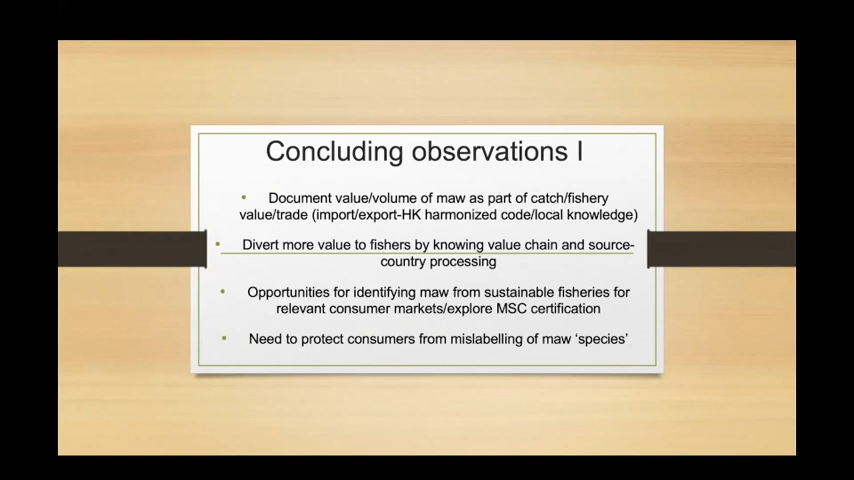 Concluding observations I
• Document value/volume of maw as part of catch/fishery
value/trade (import/export-HK harmonized code/local knowledge)
• Divert more value to fishers by knowing value chain and source-
country processing
• Opportunities for identifying maw from sustainable fisheries for
relevant consumer markets/explore MSC certification
• Need to protect consumers from mislabelling of maw ‘species’